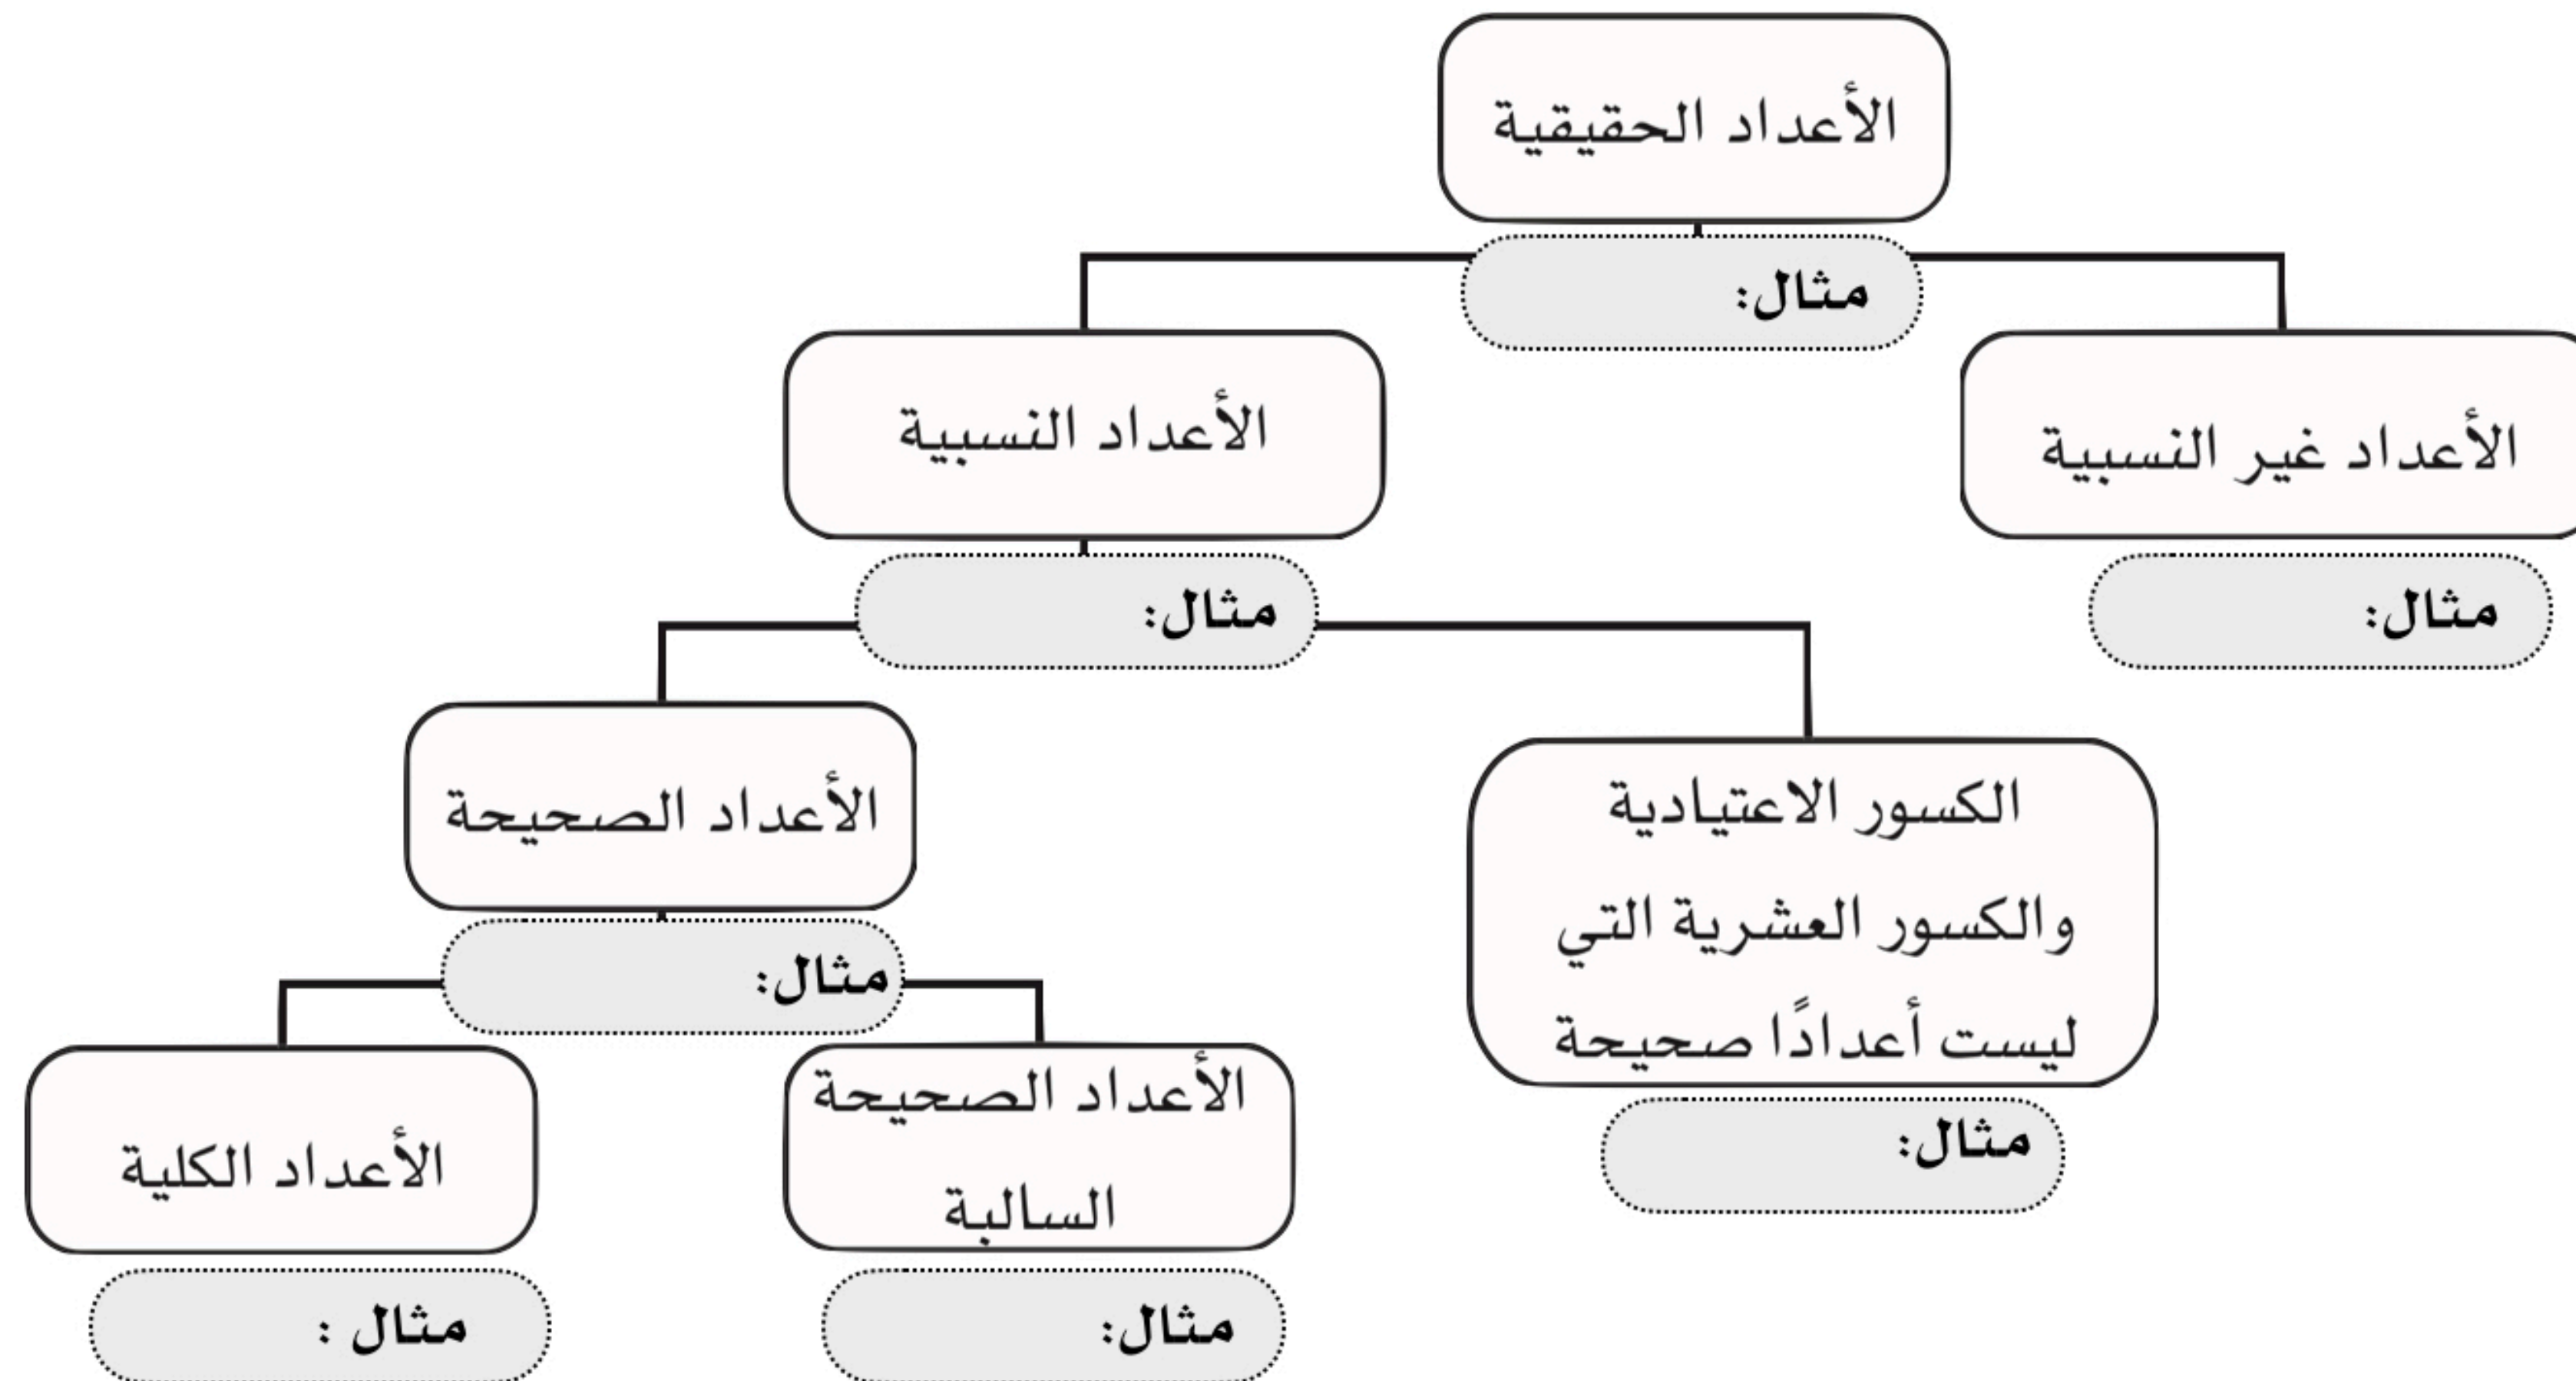 الأعداد الحقيقية
مثال:
الأعداد غير النسبية
مثال:
الأعداد النسبية
مثال:
الكسور الاعتيادية
والكسور العشرية التي
ليست أعدادًا صحيحة
مثال:
الأعداد الصحيحة
مثال:
الأعداد الصحيحة
السالبة
مثال:
الأعداد الكلية
مثال :